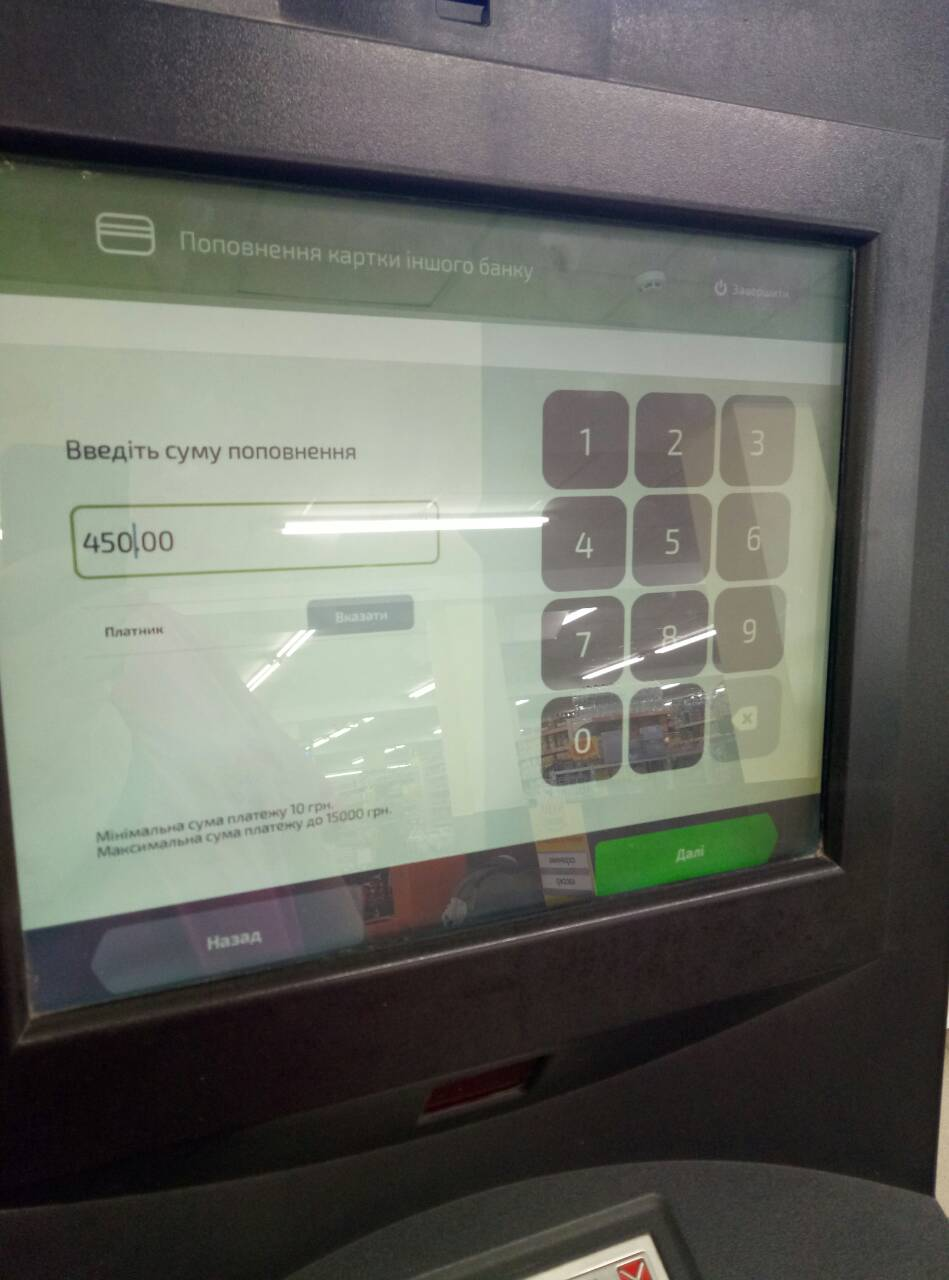 Поповнення картки іншого банку
Завершити
Введіть суму поповнення
450,00
Платник
Вказати
1 2 3
4 5 6
7 8 9
0
Мінімальна сума платежу 10 грн.
Максимальна сума платежу до 15000 грн.
Назад
Далі